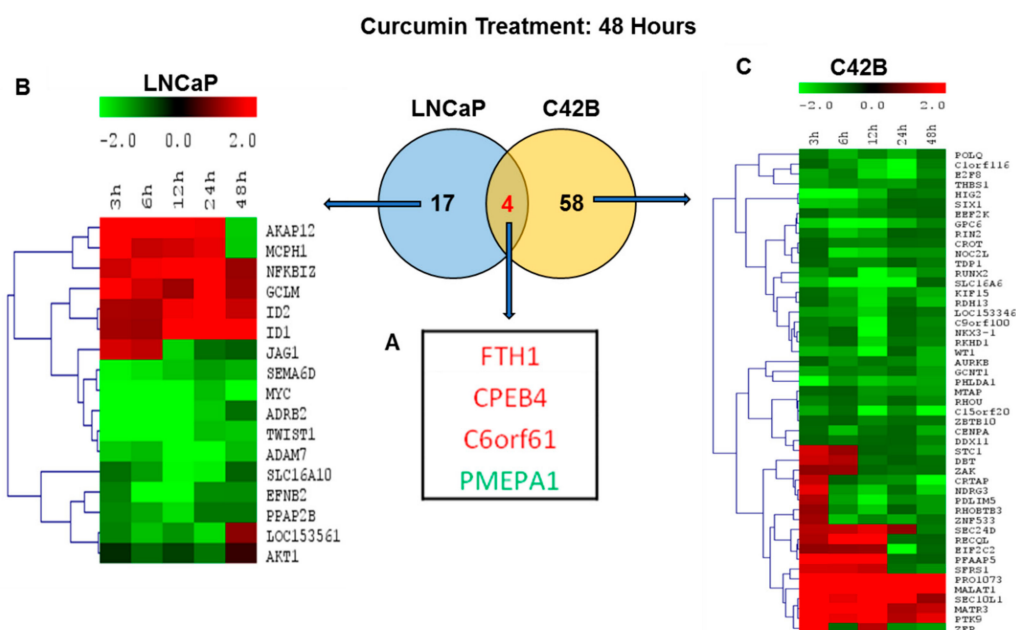 Curcumin Treatment: 48 Hours
B
LNCaP
-2.0 0.0 2.0
3h 6h 12h 24h 48h
AKAP12
MCPH1
NFKBIZ
GCLM
ID2
ID1
JAG1
SEMA6D
MYC
ADRB2
TWIST1
ADAM7
SLC16A10
EFNB2
PPAP2B
LOC153561
AKT1
LNCaP C42B
17 4 58
A
FTH1
CPEB4
C6orf61
PMEPA1
C
C42B
-2.0 0.0 2.0
3h 6h 12h 24h 48h
POLQ
C1orf116
E2F8
THBS1
HIG2
SIX1
EEF2K
GPC6
RIN2
CROT
NOC2L
TDP1
RUNX2
SLC16A6
KIF15
RDH13
LOC153346
C9orf100
NKX3-1
RKHD1
WT1
AURKB
GCNT1
PHLDA1
MTAP
RHOU
C15orf20
ZBTB10
CENPA
DDX11
STC1
DBT
ZAK
CRTAP
NDRG3
PDLIM5
RHOBTB3
ZNF533
SEC24D
RECQL
EIF2C2
PFAAP5
SFRS1
PRO1073
MALAT1
SEC10L1
MATR3
PTK9